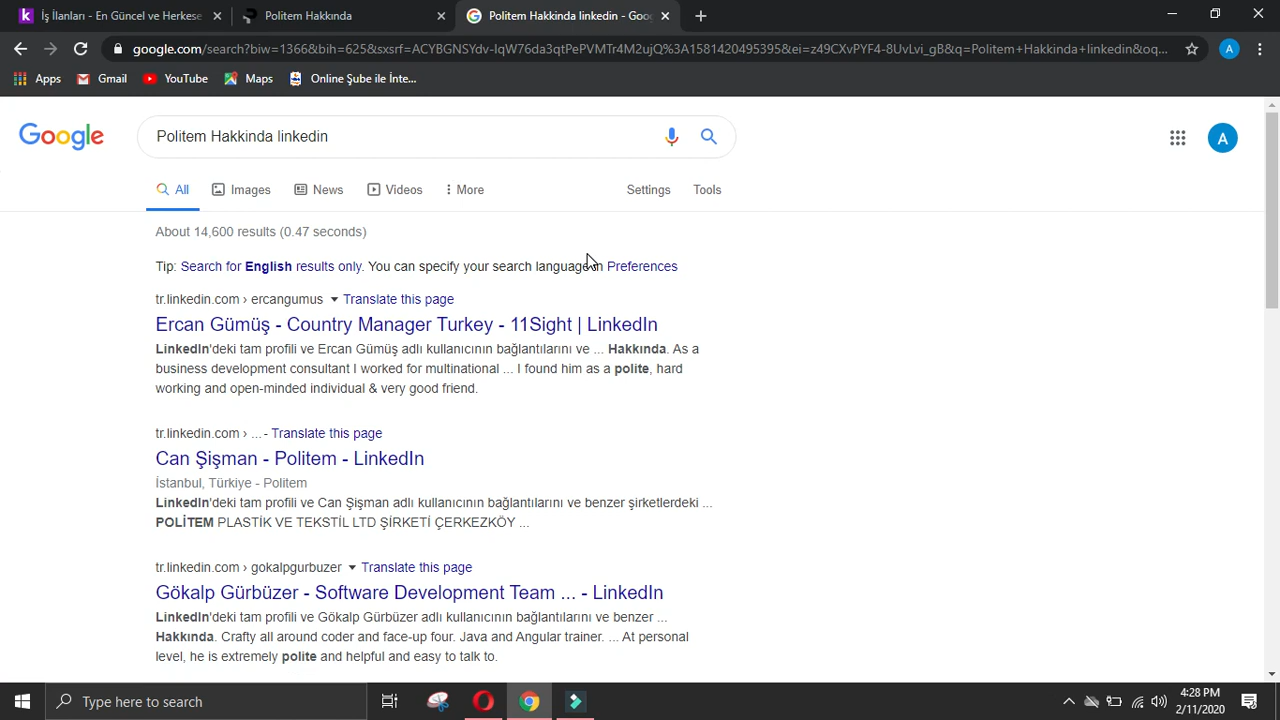 İş İlanları - En Güncel ve Herkese
Politem Hakkında
Politem Hakkinda linkedin - Goog
google.com/search?biw=1366&bih=625&sxsrf=ACYBGNSYdv-IqW76da3qtPePVMTr4M2ujQ%3A1581420495395&ei=z49CXvPYF4-8UvLvi_gB&q=Politem+Hakkinda+linkedin&oq...
A
Apps
Gmail
YouTube
Maps
Online Şube ile İnte...
Google
Politem Hakkinda linkedin
A
All
Images
News
Videos
More
Settings
Tools
About 14,600 results (0.47 seconds)
Tip: Search for English results only. You can specify your search language in Preferences
tr.linkedin.com › ercangumus ▼ Translate this page
Ercan Gümüş - Country Manager Turkey - 11Sight | LinkedIn
LinkedIn'deki tam profili ve Ercan Gümüş adlı kullanıcının bağlantılarını ve ... Hakkında. As a
business development consultant I worked for multinational ... I found him as a polite, hard
working and open-minded individual & very good friend.
tr.linkedin.com › ... - Translate this page
Can Şişman - Politem - LinkedIn
İstanbul, Türkiye - Politem
LinkedIn'deki tam profili ve Can Şişman adlı kullanıcının bağlantılarını ve benzer şirketlerdeki ...
POLİTEM PLASTİK VE TEKSTİL LTD ŞİRKETİ ÇERKEZKÖY ...
tr.linkedin.com › gokalpgurbuzer ▼ Translate this page
Gökalp Gürbüzer - Software Development Team ... - LinkedIn
LinkedIn'deki tam profili ve Gökalp Gürbüzer adlı kullanıcının bağlantılarını ve benzer ...
Hakkında. Crafty all around coder and face-up four. Java and Angular trainer. ... At personal
level, he is extremely polite and helpful and easy to talk to.
Type here to search
4:28 PM
2/11/2020